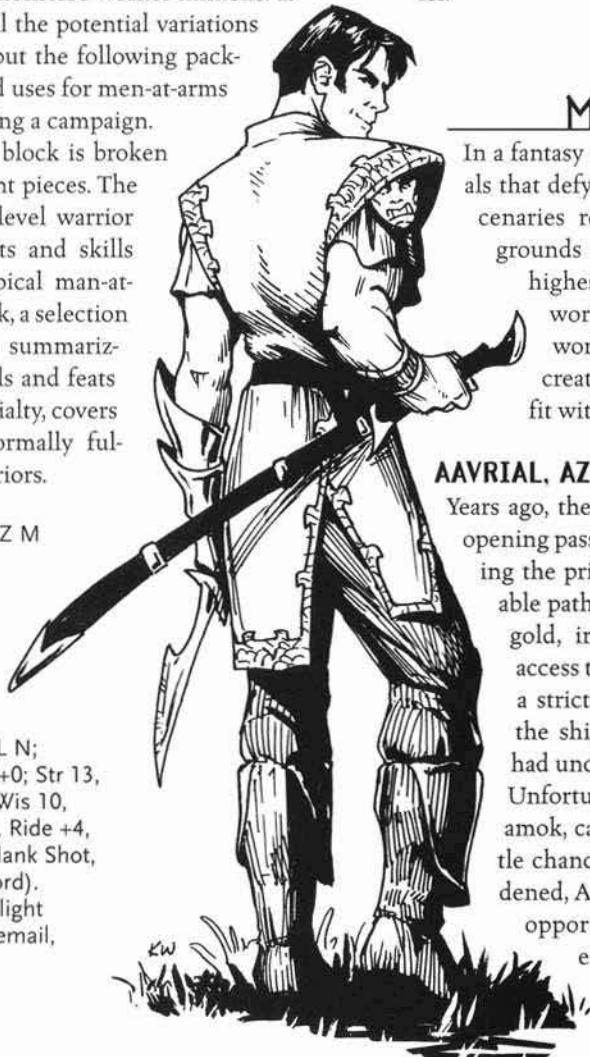 l the potential variations
out the following pack-
d uses for men-at-arms
ng a campaign.
block is broken
nt pieces. The
level warrior
ts and skills
pical man-at-
k, a selection
summariz-
ls and feats
ialty, covers
ormally ful-
riors.
Z M
L N;
+0; Str 13,
Wis 10,
, Ride +4,
lank Shot,
ord).
light
email,
KW
M
In a fantasy
als that defy
cenaries re
grounds
highes
wor
wor
creat
fit wit
AAVRIAL, AZ
Years ago, the
opening pass
ing the pri
able path
gold, ir
access t
a strict
the shi
had unc
Unfortu
amok, ca
tle chanc
dened, A
oppor
e